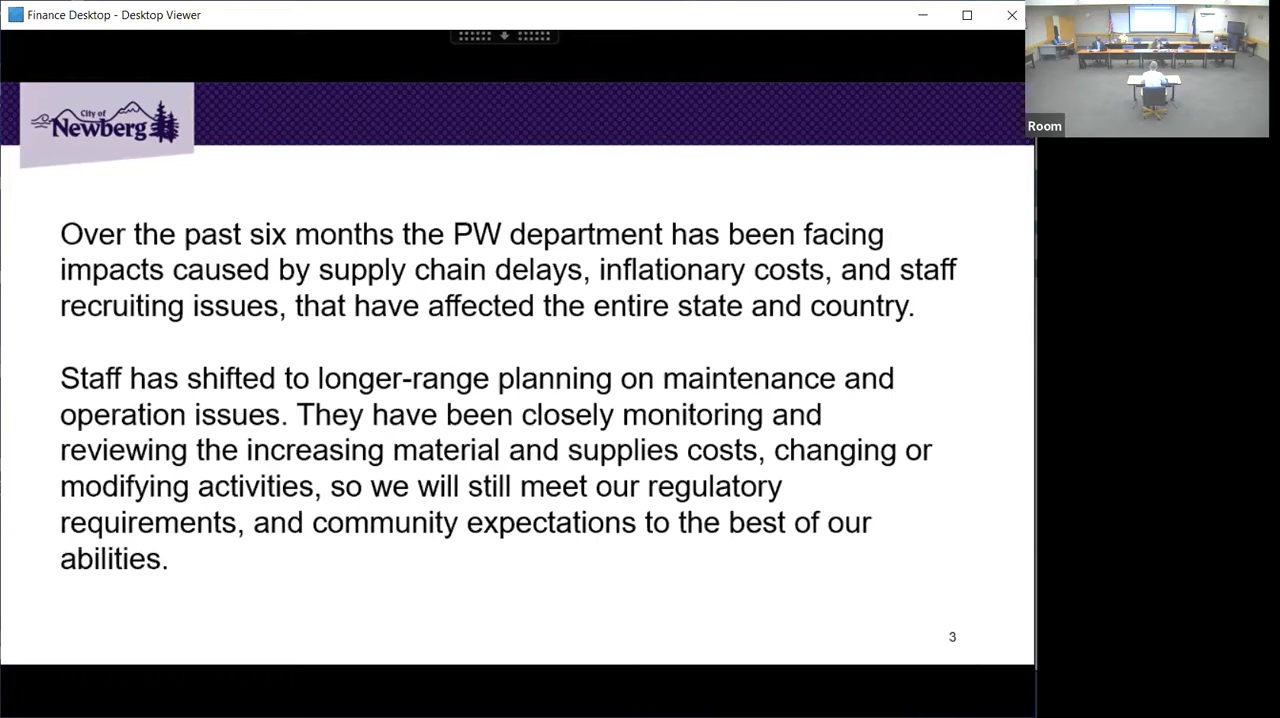 Finance Desktop - Desktop Viewer
City of
Newberg
Room
Over the past six months the PW department has been facing
impacts caused by supply chain delays, inflationary costs, and staff
recruiting issues, that have affected the entire state and country.
Staff has shifted to longer-range planning on maintenance and
operation issues. They have been closely monitoring and
reviewing the increasing material and supplies costs, changing or
modifying activities, so we will still meet our regulatory
requirements, and community expectations to the best of our
abilities.
3